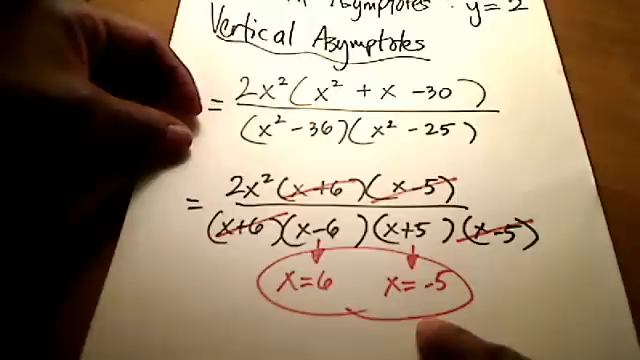 Asymptotes : y = 2
Vertical Asymptotes
= 2x²(x² + x - 30) / (x² - 36)(x² - 25)
= 2x²(x+6)(x-5) / (x+6)(x-6)(x+5)(x-5)
x = 6 x = -5